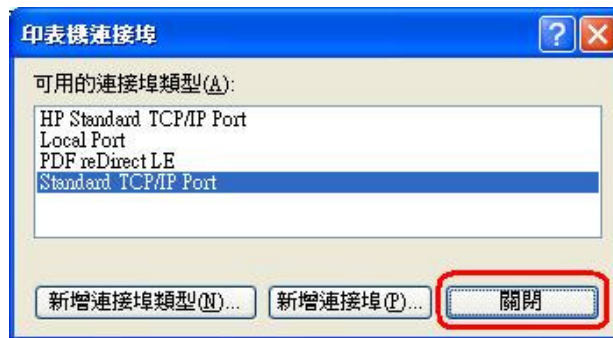 印表機連接埠
可用的連接埠類型(A):
HP Standard TCP/IP Port
Local Port
PDF reDirect LE
Standard TCP/IP Port
新增連接埠類型(N)... 新增連接埠(P)... 關閉